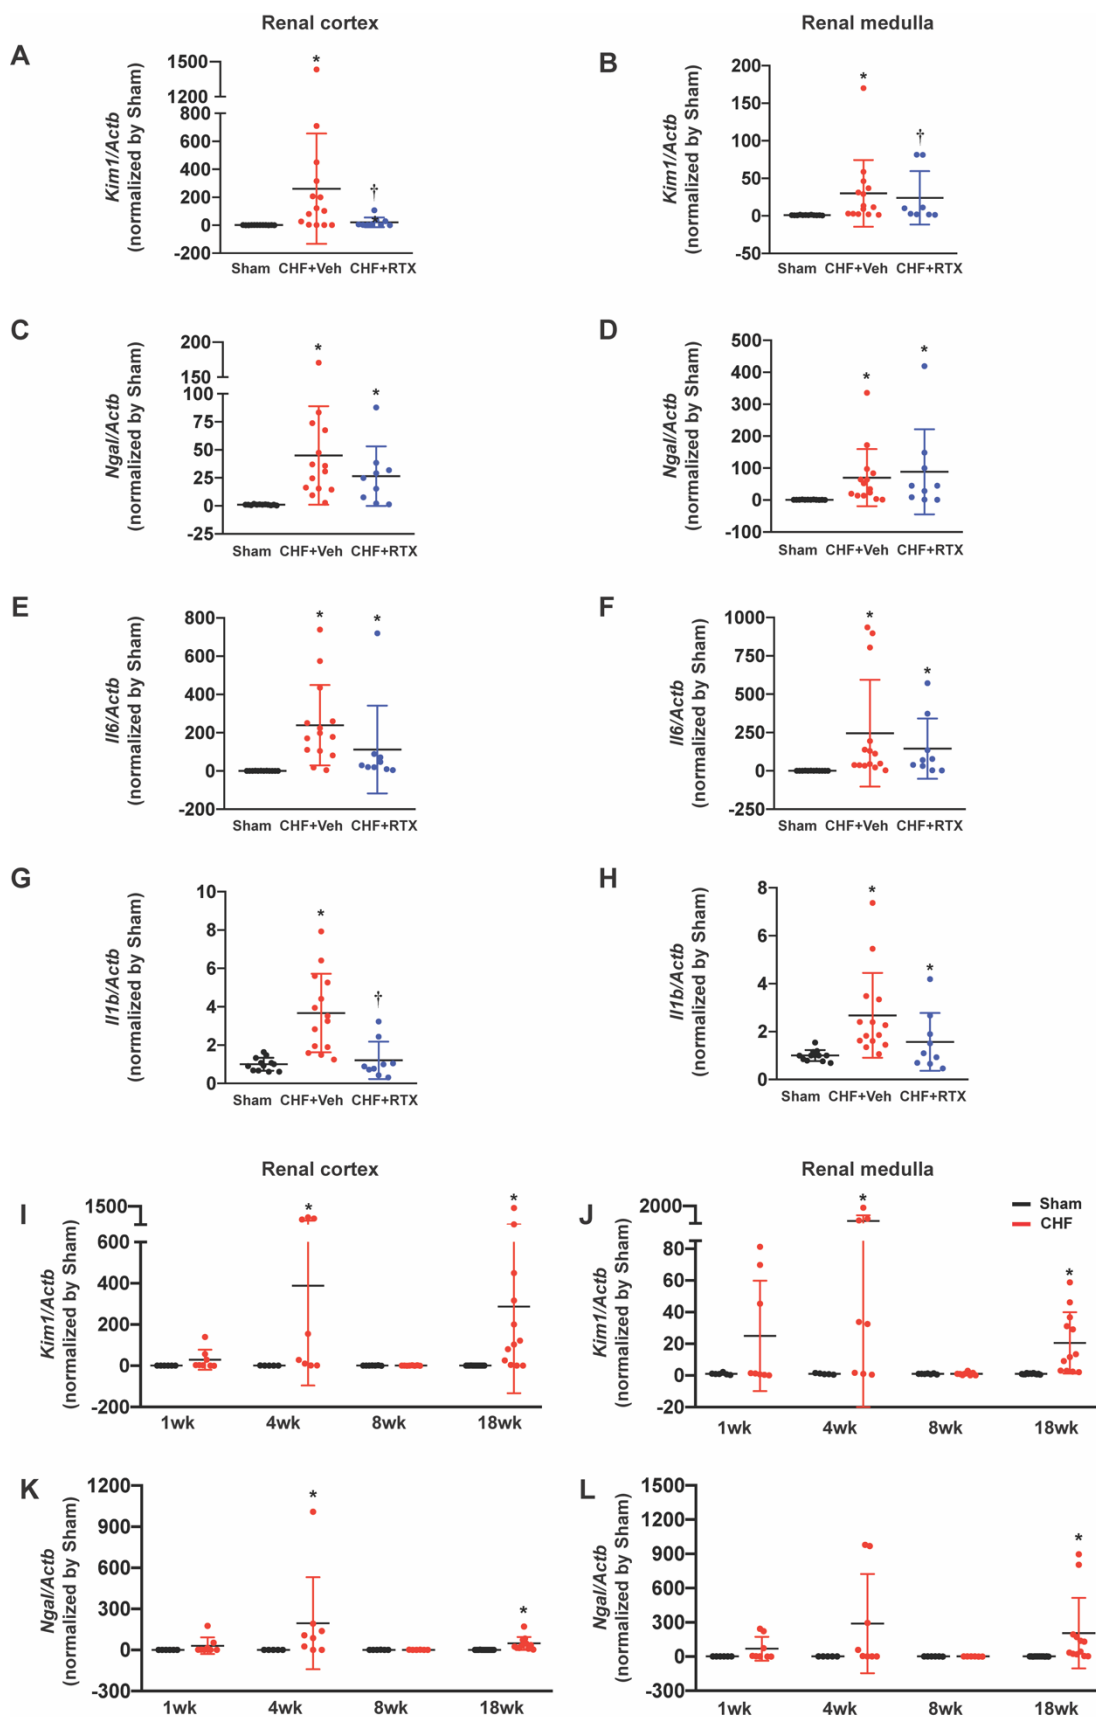 Renal cortex
Renal medulla
A
Kim1/Actb
(normalized by Sham)
1500
1200
800
600
400
200
0
-200
*
†
*
Sham CHF+Veh CHF+RTX
B
Kim1/Actb
(normalized by Sham)
200
150
100
50
0
-50
*
†
Sham CHF+Veh CHF+RTX
C
Ngal/Actb
(normalized by Sham)
200
150
100
75
50
25
0
-25
*
*
Sham CHF+Veh CHF+RTX
D
Ngal/Actb
(normalized by Sham)
500
400
300
200
100
0
-100
*
*
Sham CHF+Veh CHF+RTX
E
Il6/Actb
(normalized by Sham)
800
600
400
200
0
-200
*
*
Sham CHF+Veh CHF+RTX
F
Il6/Actb
(normalized by Sham)
1000
750
500
250
0
-250
*
*
Sham CHF+Veh CHF+RTX
G
Il1b/Actb
(normalized by Sham)
10
8
6
4
2
0
*
†
Sham CHF+Veh CHF+RTX
H
Il1b/Actb
(normalized by Sham)
8
6
4
2
0
*
*
Sham CHF+Veh CHF+RTX
Renal cortex
Renal medulla
I
Kim1/Actb
(normalized by Sham)
1500
600
400
200
0
-200
*
*
1wk 4wk 8wk 18wk
J
Kim1/Actb
(normalized by Sham)
2000
80
60
40
20
0
-20
*
*
Sham
CHF
1wk 4wk 8wk 18wk
K
Ngal/Actb
(normalized by Sham)
1200
900
600
300
0
-300
*
*
1wk 4wk 8wk 18wk
L
Ngal/Actb
(normalized by Sham)
1500
1200
900
600
300
0
-300
*
1wk 4wk 8wk 18wk